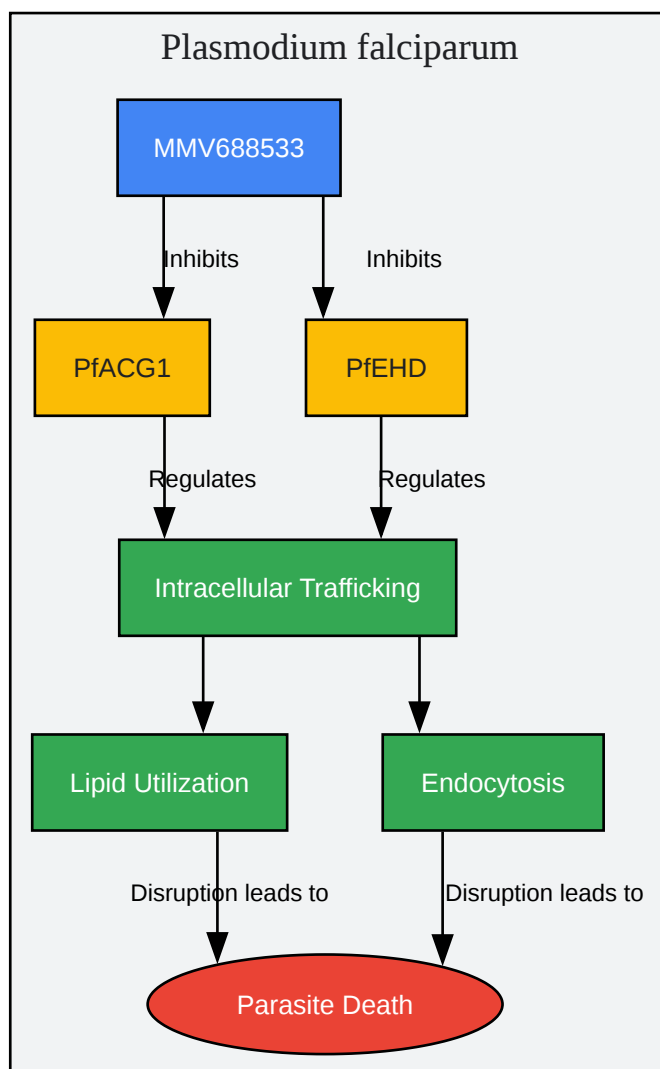 Plasmodium falciparum
MMV688533
Inhibits
Inhibits
PfACG1
PfEHD
Regulates
Regulates
Intracellular Trafficking
Lipid Utilization
Endocytosis
Disruption leads to
Disruption leads to
Parasite Death